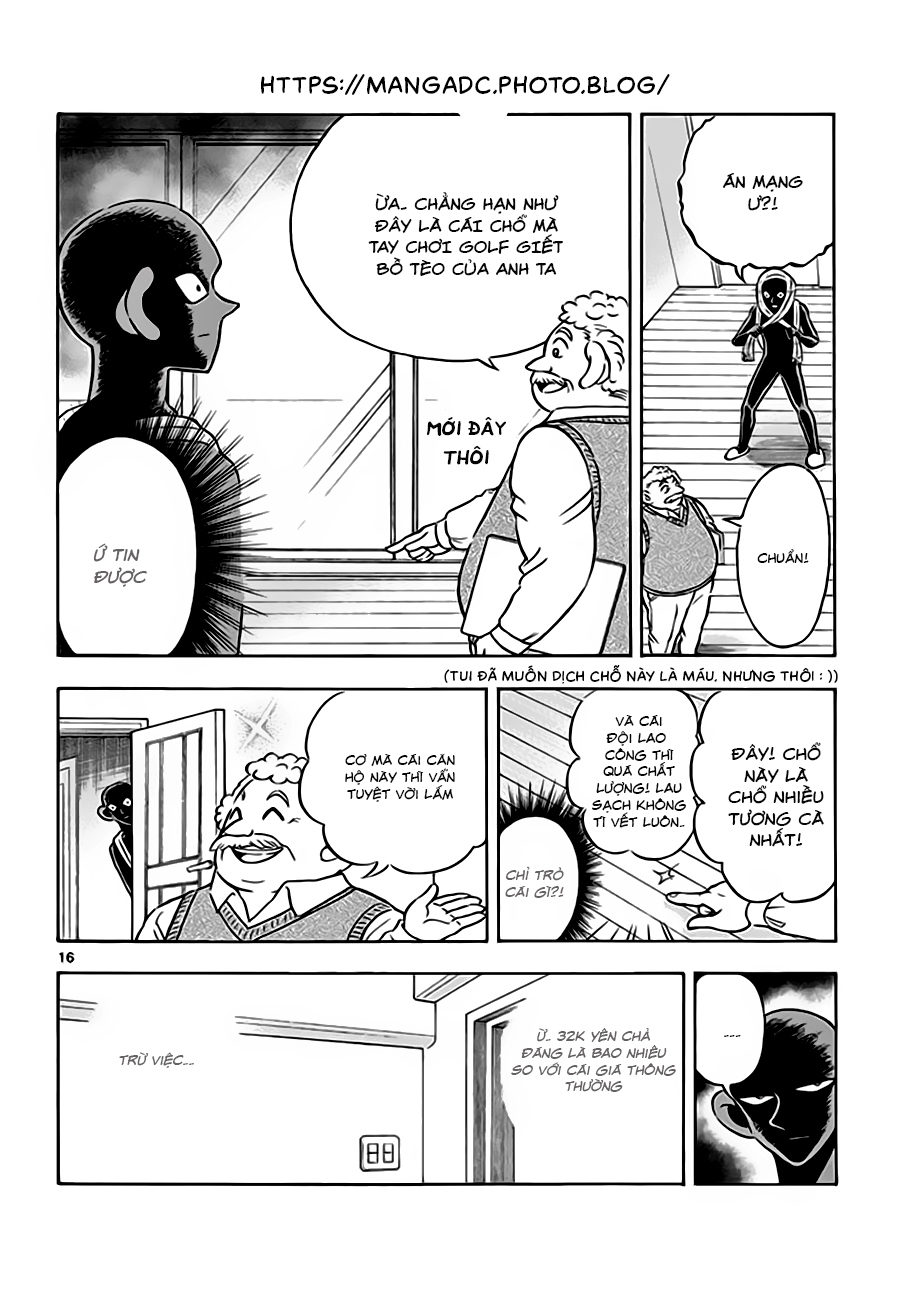 HTTPS://MANGADC.PHOTO.BLOG/
ÁN MẠNG
Ư?!
CHUẨN!
ỪA.. CHẲNG HẠN NHƯ
ĐÂY LÀ CÁI CHỔ MÀ
TAY CHƠI GOLF GIẾT
BỒ TÈO CỦA ANH TA
MỚI ĐÂY
THÔI
Ứ TIN
ĐƯỢC
(TUI ĐÃ MUỐN DỊCH CHỖ NÀY LÀ MÁU, NHƯNG THÔI : ))
ĐÂY! CHỔ
NÀY LÀ
CHỔ NHIỀU
TƯƠNG CÀ
NHẤT!
VÀ CÁI
ĐỘI LAO
CÔNG THÌ
QUÁ CHẤT
LƯỢNG! LAU
SẠCH KHÔNG
TÌ VẾT LUÔN..
CHỈ TRỎ
CÁI GÌ?!
CƠ MÀ CÁI CĂN
HỘ NÀY THÌ VẪN
TUYỆT VỜI LẮM
16
----
Ừ.. 32K YÊN CHẢ
ĐÁNG LÀ BAO NHIÊU
SO VỚI CÁI GIÁ THÔNG
THƯỜNG
TRỪ VIỆC...